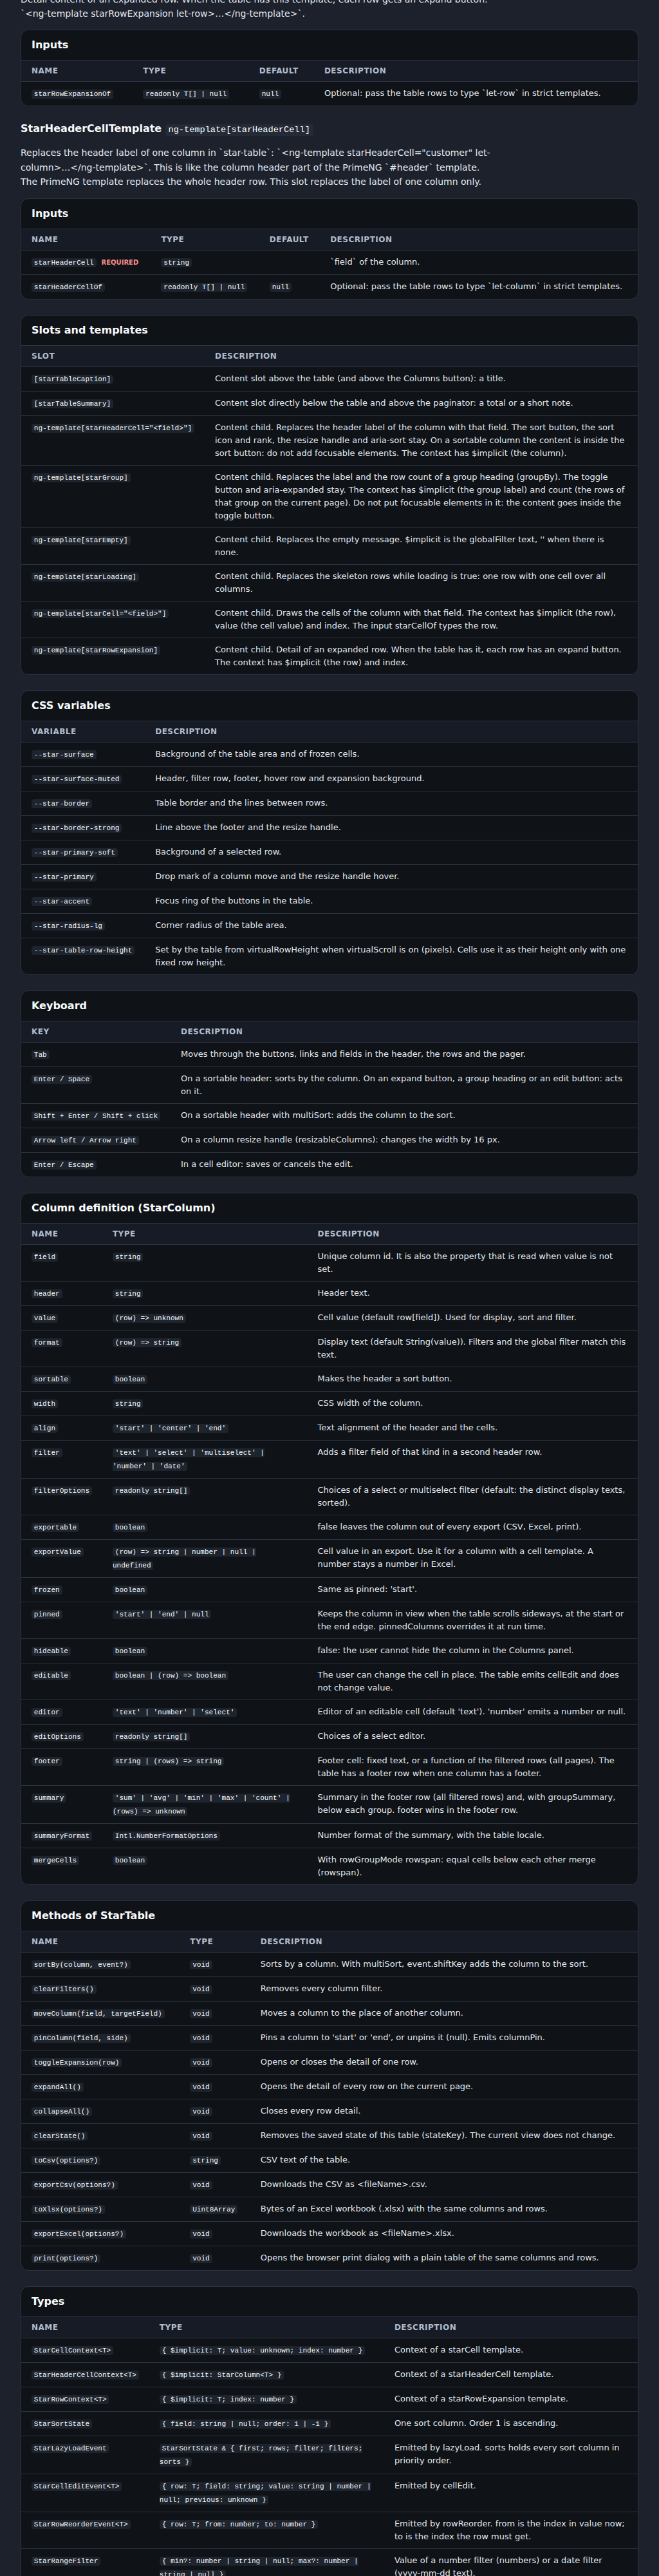 `<ng-template starRowExpansion let-row>…</ng-template>`.
Inputs
NAME TYPE DEFAULT DESCRIPTION
starRowExpansionOf readonly T[] | null null Optional: pass the table rows to type `let-row` in strict templates.
StarHeaderCellTemplate ng-template[starHeaderCell]
Replaces the header label of one column in `star-table`: `<ng-template starHeaderCell="customer" let-
column>…</ng-template>`. This is like the column header part of the PrimeNG `#header` template.
The PrimeNG template replaces the whole header row. This slot replaces the label of one column only.
Inputs
NAME TYPE DEFAULT DESCRIPTION
starHeaderCell REQUIRED string `field` of the column.
starHeaderCellOf readonly T[] | null null Optional: pass the table rows to type `let-column` in strict templates.
Slots and templates
SLOT DESCRIPTION
[starTableCaption] Content slot above the table (and above the Columns button): a title.
[starTableSummary] Content slot directly below the table and above the paginator: a total or a short note.
ng-template[starHeaderCell="<field>"] Content child. Replaces the header label of the column with that field. The sort button, the sort
icon and rank, the resize handle and aria-sort stay. On a sortable column the content is inside the
sort button: do not add focusable elements. The context has $implicit (the column).
ng-template[starGroup] Content child. Replaces the label and the row count of a group heading (groupBy). The toggle
button and aria-expanded stay. The context has $implicit (the group label) and count (the rows of
that group on the current page). Do not put focusable elements in it: the content goes inside the
toggle button.
ng-template[starEmpty] Content child. Replaces the empty message. $implicit is the globalFilter text, '' when there is
none.
ng-template[starLoading] Content child. Replaces the skeleton rows while loading is true: one row with one cell over all
columns.
ng-template[starCell="<field>"] Content child. Draws the cells of the column with that field. The context has $implicit (the row),
value (the cell value) and index. The input starCellOf types the row.
ng-template[starRowExpansion] Content child. Detail of an expanded row. When the table has it, each row has an expand button.
The context has $implicit (the row) and index.
CSS variables
VARIABLE DESCRIPTION
--star-surface Background of the table area and of frozen cells.
--star-surface-muted Header, filter row, footer, hover row and expansion background.
--star-border Table border and the lines between rows.
--star-border-strong Line above the footer and the resize handle.
--star-primary-soft Background of a selected row.
--star-primary Drop mark of a column move and the resize handle hover.
--star-accent Focus ring of the buttons in the table.
--star-radius-lg Corner radius of the table area.
--star-table-row-height Set by the table from virtualRowHeight when virtualScroll is on (pixels). Cells use it as their height only with one
fixed row height.
Keyboard
KEY DESCRIPTION
Tab Moves through the buttons, links and fields in the header, the rows and the pager.
Enter / Space On a sortable header: sorts by the column. On an expand button, a group heading or an edit button: acts
on it.
Shift + Enter / Shift + click On a sortable header with multiSort: adds the column to the sort.
Arrow left / Arrow right On a column resize handle (resizableColumns): changes the width by 16 px.
Enter / Escape In a cell editor: saves or cancels the edit.
Column definition (StarColumn)
NAME TYPE DESCRIPTION
field string Unique column id. It is also the property that is read when value is not
set.
header string Header text.
value (row) => unknown Cell value (default row[field]). Used for display, sort and filter.
format (row) => string Display text (default String(value)). Filters and the global filter match this
text.
sortable boolean Makes the header a sort button.
width string CSS width of the column.
align 'start' | 'center' | 'end' Text alignment of the header and the cells.
filter 'text' | 'select' | 'multiselect' | Adds a filter field of that kind in a second header row.
'number' | 'date'
filterOptions readonly string[] Choices of a select or multiselect filter (default: the distinct display texts,
sorted).
exportable boolean false leaves the column out of every export (CSV, Excel, print).
exportValue (row) => string | number | null | Cell value in an export. Use it for a column with a cell template. A
undefined number stays a number in Excel.
frozen boolean Same as pinned: 'start'.
pinned 'start' | 'end' | null Keeps the column in view when the table scrolls sideways, at the start or
the end edge. pinnedColumns overrides it at run time.
hideable boolean false: the user cannot hide the column in the Columns panel.
editable boolean | (row) => boolean The user can change the cell in place. The table emits cellEdit and does
not change value.
editor 'text' | 'number' | 'select' Editor of an editable cell (default 'text'). 'number' emits a number or null.
editOptions readonly string[] Choices of a select editor.
footer string | (rows) => string Footer cell: fixed text, or a function of the filtered rows (all pages). The
table has a footer row when one column has a footer.
summary 'sum' | 'avg' | 'min' | 'max' | 'count' | Summary in the footer row (all filtered rows) and, with groupSummary,
(rows) => unknown below each group. footer wins in the footer row.
summaryFormat Intl.NumberFormatOptions Number format of the summary, with the table locale.
mergeCells boolean With rowGroupMode rowspan: equal cells below each other merge
(rowspan).
Methods of StarTable
NAME TYPE DESCRIPTION
sortBy(column, event?) void Sorts by a column. With multiSort, event.shiftKey adds the column to the sort.
clearFilters() void Removes every column filter.
moveColumn(field, targetField) void Moves a column to the place of another column.
pinColumn(field, side) void Pins a column to 'start' or 'end', or unpins it (null). Emits columnPin.
toggleExpansion(row) void Opens or closes the detail of one row.
expandAll() void Opens the detail of every row on the current page.
collapseAll() void Closes every row detail.
clearState() void Removes the saved state of this table (stateKey). The current view does not change.
toCsv(options?) string CSV text of the table.
exportCsv(options?) void Downloads the CSV as <fileName>.csv.
toXlsx(options?) Uint8Array Bytes of an Excel workbook (.xlsx) with the same columns and rows.
exportExcel(options?) void Downloads the workbook as <fileName>.xlsx.
print(options?) void Opens the browser print dialog with a plain table of the same columns and rows.
Types
NAME TYPE DESCRIPTION
StarCellContext<T> { $implicit: T; value: unknown; index: number } Context of a starCell template.
StarHeaderCellContext<T> { $implicit: StarColumn<T> } Context of a starHeaderCell template.
StarRowContext<T> { $implicit: T; index: number } Context of a starRowExpansion template.
StarSortState { field: string | null; order: 1 | -1 } One sort column. Order 1 is ascending.
StarLazyLoadEvent StarSortState & { first; rows; filter; filters; Emitted by lazyLoad. sorts holds every sort column in
sorts } priority order.
StarCellEditEvent<T> { row: T; field: string; value: string | number | Emitted by cellEdit.
null; previous: unknown }
StarRowReorderEvent<T> { row: T; from: number; to: number } Emitted by rowReorder. from is the index in value now;
to is the index the row must get.
StarRangeFilter { min?: number | string | null; max?: number | Value of a number filter (numbers) or a date filter
string | null } (yyyy-mm-dd text).